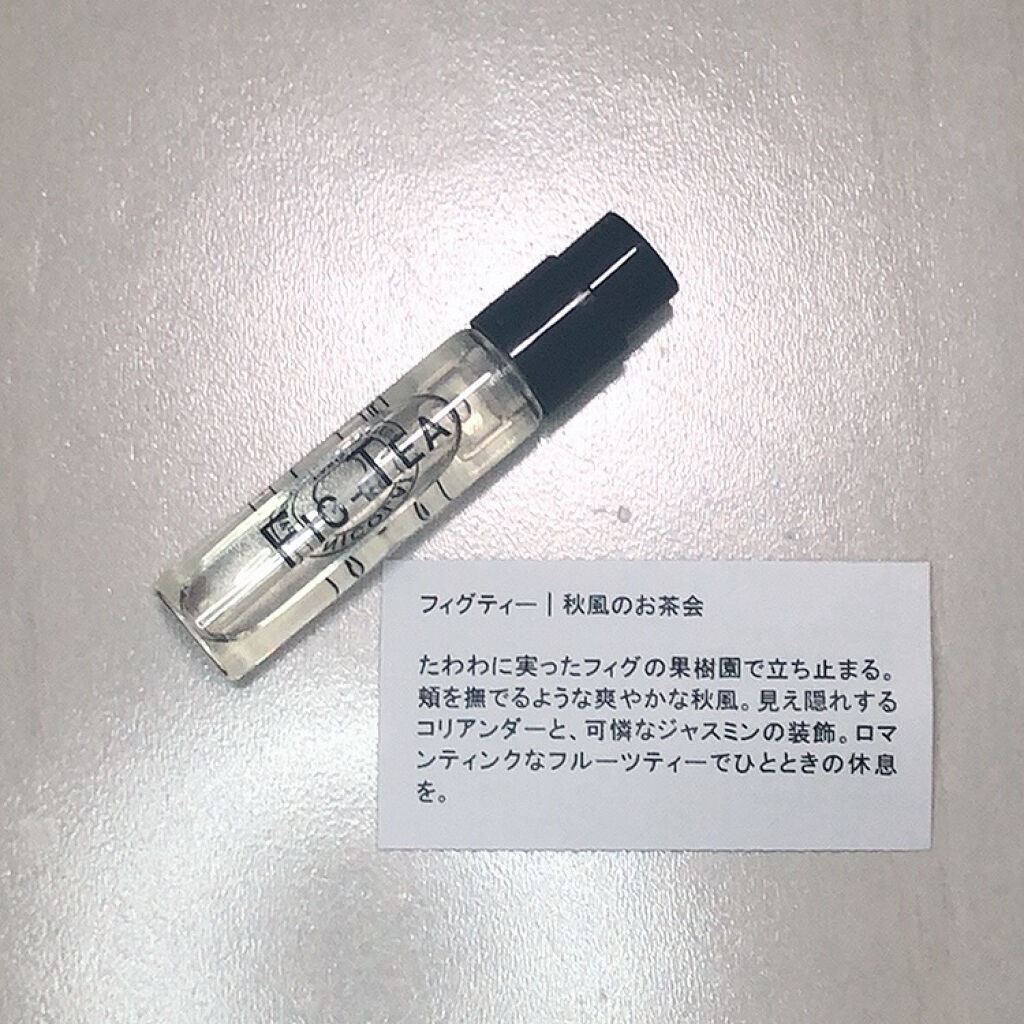 FIG-TEA
フィグティー | 秋風のお茶会
たわわに実ったフィグの果樹園で立ち止まる。
頬を撫でるような爽やかな秋風。見え隠れする
コリアンダーと、可憐なジャスミンの装飾。ロマ
ンティンクなフルーツティーでひとときの休息
を。